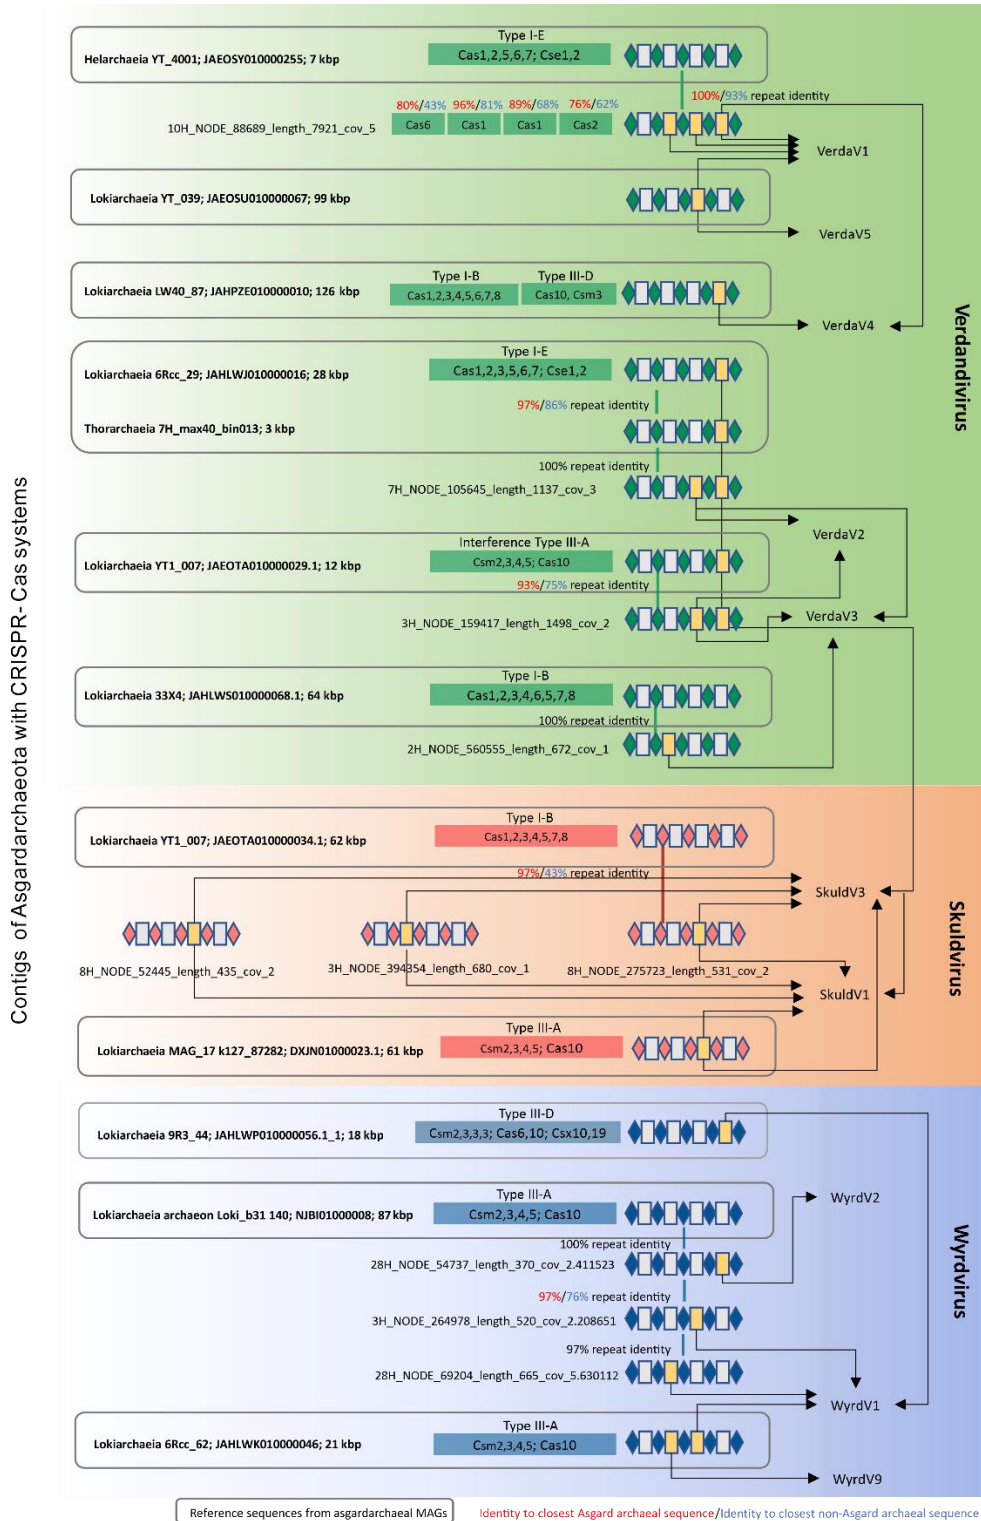 Contigs of Asgardarchaeota with CRISPR- Cas systems
Type I-E
Helarchaeia YT_4001; JAEOSY010000255; 7 kbp
Cas1,2,5,6,7; Cse1,2
100%/93% repeat identity
80%/43% 96%/81% 89%/68% 76%/62%
10H_NODE_88689_length_7921_cov_5
Cas6 Cas1 Cas1 Cas2
VerdaV1
Lokiarchaeia YT_039; JAEOSU010000067; 99 kbp
VerdaV5
Type I-B Type III-D
Lokiarchaeia LW40_87; JAHPZE010000010; 126 kbp
Cas1,2,3,4,5,6,7,8 Cas10, Csm3
VerdaV4
Verdandivirus
Type I-E
Lokiarchaeia 6Rcc_29; JAHLWJ010000016; 28 kbp
Cas1,2,3,5,6,7; Cse1,2
97%/86% repeat identity
Thorarchaeia 7H_max40_bin013; 3 kbp
100% repeat identity
7H_NODE_105645_length_1137_cov_3
VerdaV2
Interference Type III-A
Lokiarchaeia YT1_007; JAEOTA010000029.1; 12 kbp
Csm2,3,4,5; Cas10
93%/75% repeat identity
3H_NODE_159417_length_1498_cov_2
VerdaV3
Type I-B
Lokiarchaeia 33X4; JAHLWS010000068.1; 64 kbp
Cas1,2,3,4,6,5,7,8
100% repeat identity
2H_NODE_560555_length_672_cov_1
Type I-B
Lokiarchaeia YT1_007; JAEOTA010000034.1; 62 kbp
Cas1,2,3,4,5,7,8
97%/43% repeat identity
SkuldV3
Skuldvirus
8H_NODE_52445_length_435_cov_2
3H_NODE_394354_length_680_cov_1
8H_NODE_275723_length_531_cov_2
SkuldV1
Type III-A
Lokiarchaeia MAG_17 k127_87282; DXJN01000023.1; 61 kbp
Csm2,3,4,5; Cas10
Type III-D
Lokiarchaeia 9R3_44; JAHLWP010000056.1_1; 18 kbp
Csm2,3,3,3; Cas6,10; Csx10,19
Type III-A
WyrdV2
Lokiarchaeia archaeon Loki_b31 140; NJBI01000008; 87 kbp
Csm2,3,4,5; Cas10
100% repeat identity
28H_NODE_54737_length_370_cov_2.411523
Wyrdvirus
97%/76% repeat identity
3H_NODE_264978_length_520_cov_2.208651
97% repeat identity
28H_NODE_69204_length_665_cov_5.630112
WyrdV1
Type III-A
Lokiarchaeia 6Rcc_62; JAHLWK010000046; 21 kbp
Csm2,3,4,5; Cas10
WyrdV9
Reference sequences from asgardarchaeal MAGs
Identity to closest Asgard archaeal sequence/Identity to closest non-Asgard archaeal sequence